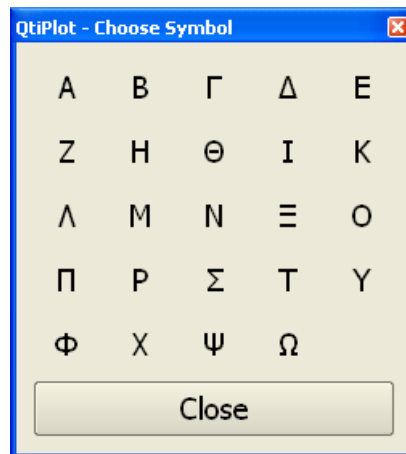 QtiPlot - Choose Symbol
Α Β Γ Δ Ε
Ζ Η Θ Ι Κ
Λ Μ Ν Ξ Ο
Π Ρ Σ Τ Υ
Φ Χ Ψ Ω
Close